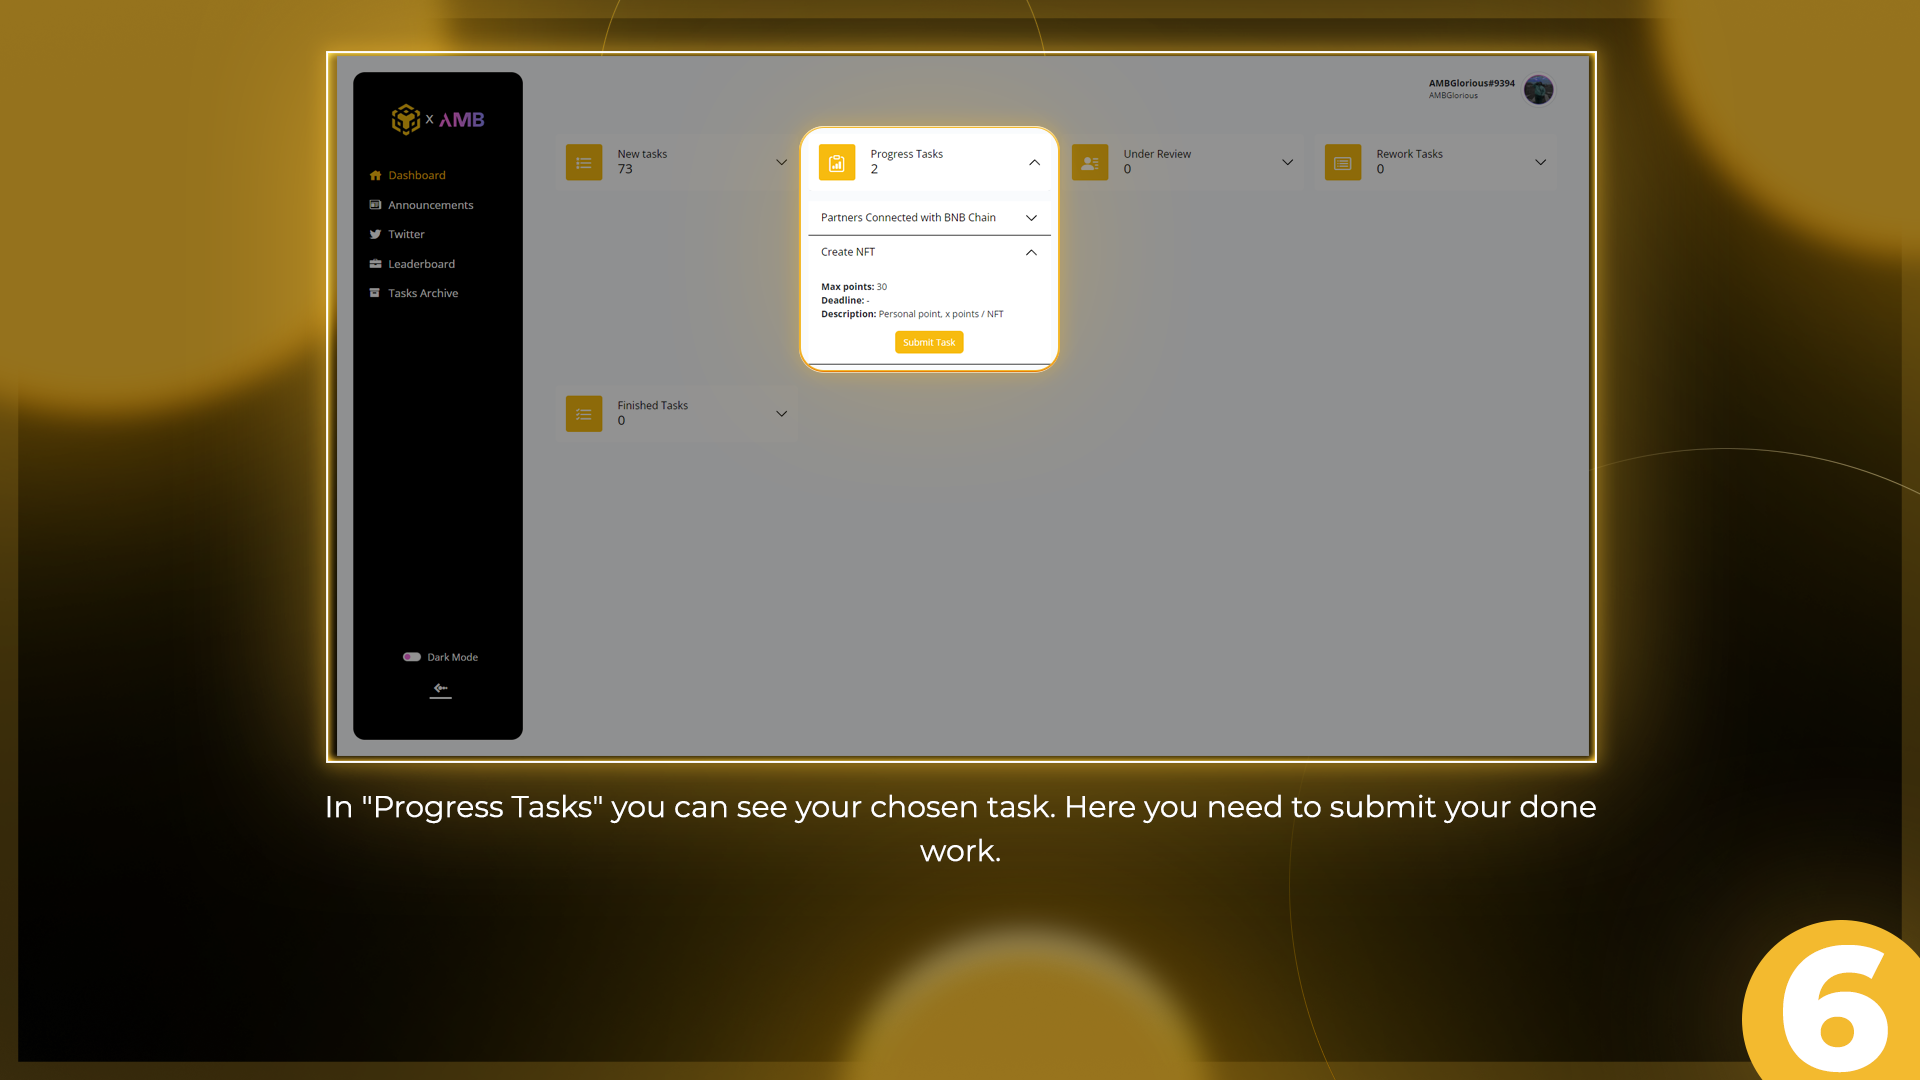 x AMB
Dashboard
Announcements
Twitter
Leaderboard
Tasks Archive
Dark Mode
AMBGlorious#9394
AMBGlorious
New tasks
73
Progress Tasks
2
Partners Connected with BNB Chain
Create NFT
Max points: 30
Deadline: -
Description: Personal point, x points / NFT
Submit Task
Under Review
0
Rework Tasks
0
Finished Tasks
0
In "Progress Tasks" you can see your chosen task. Here you need to submit your done
work.
6